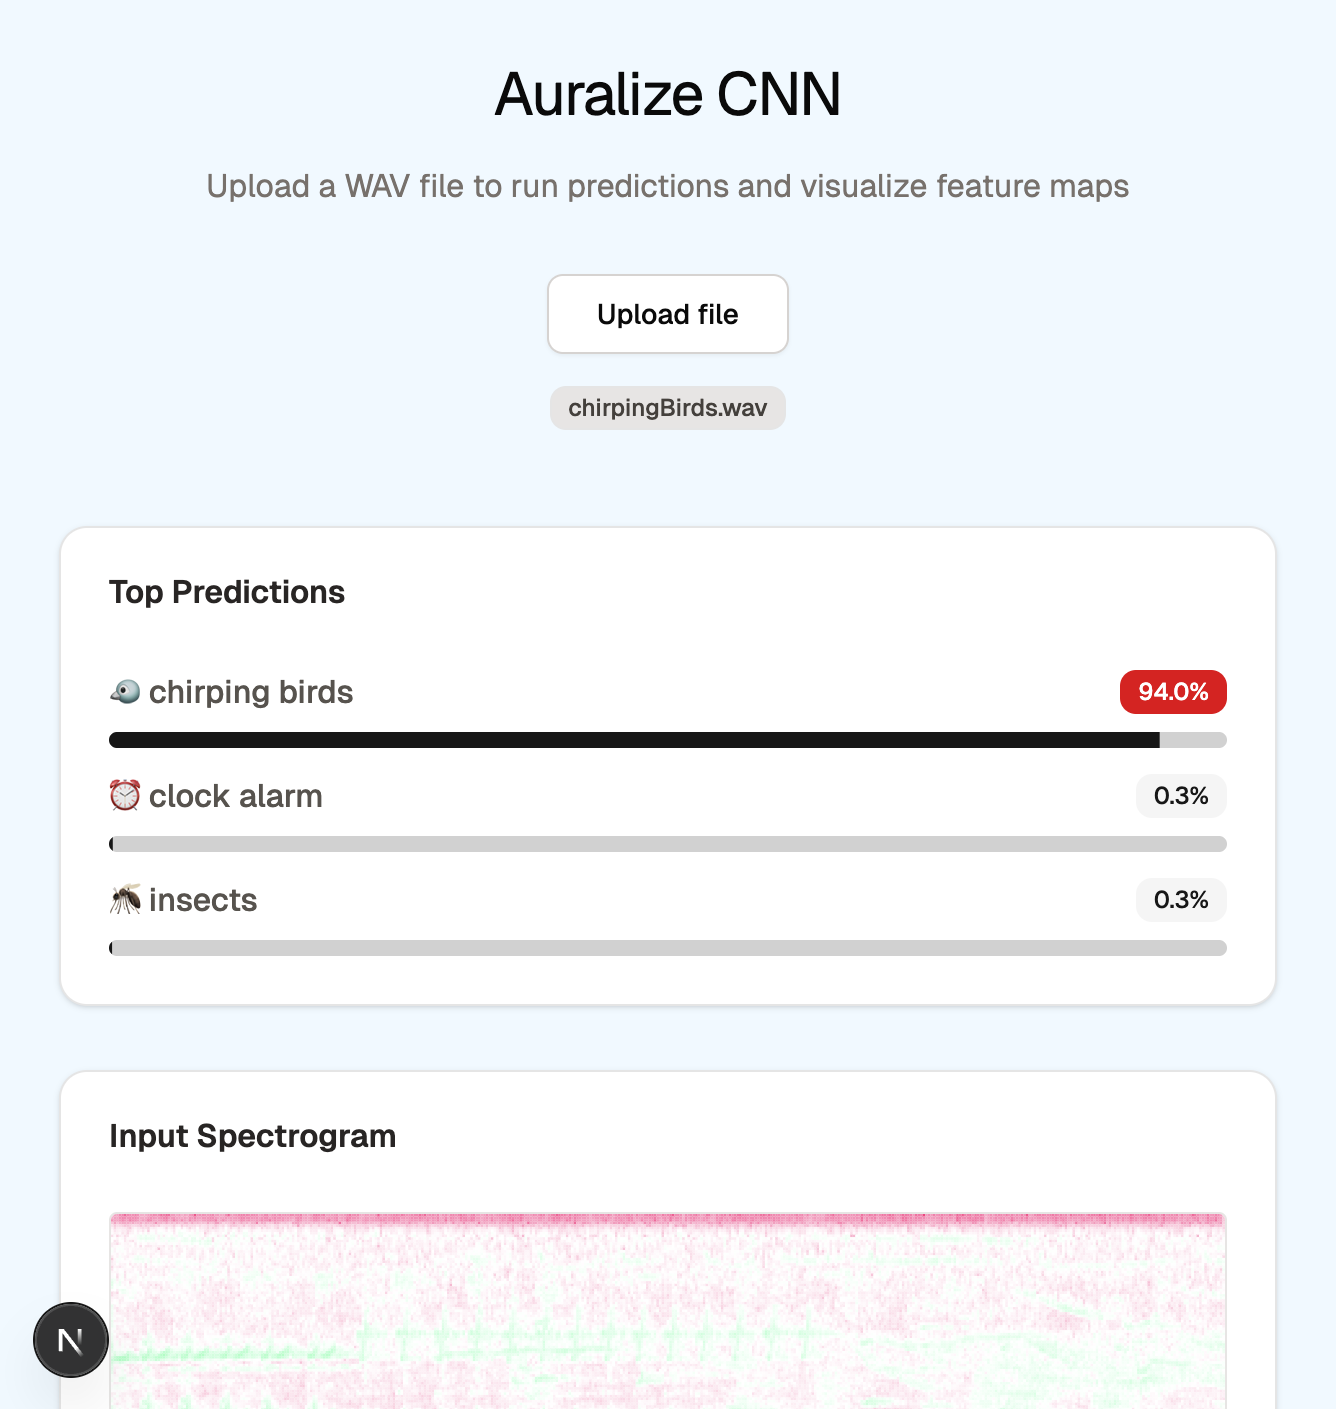 Auralize CNN
Upload a WAV file to run predictions and visualize feature maps
Upload file
chirpingBirds.wav
Top Predictions
🐦 chirping birds 94.0%
⏰ clock alarm 0.3%
🦟 insects 0.3%
Input Spectrogram
N